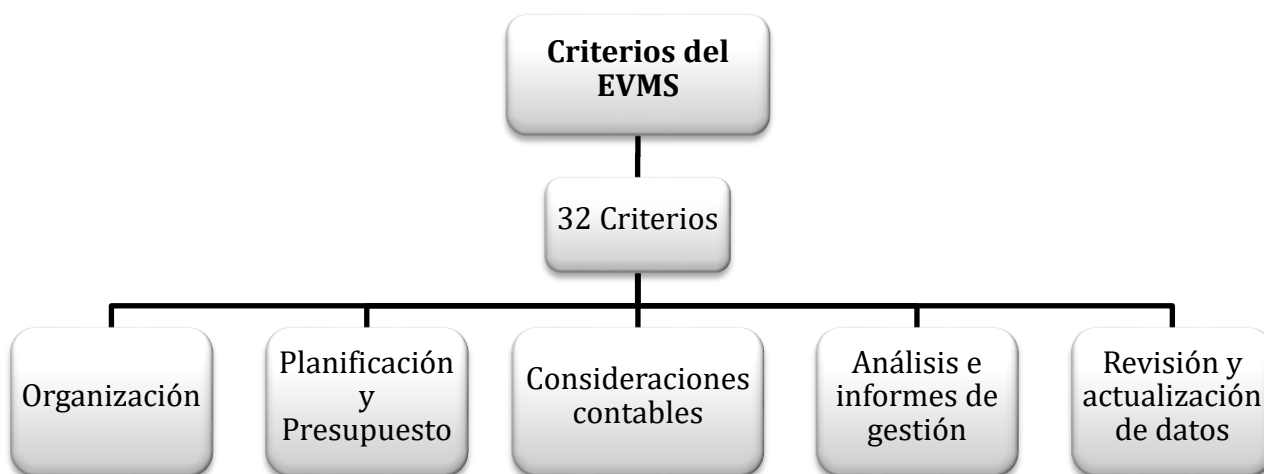 Criterios del
EVMS
32 Criterios
Organización
Planificación
y
Presupuesto
Consideraciones
contables
Análisis e
informes de
gestión
Revisión y
actualización
de datos